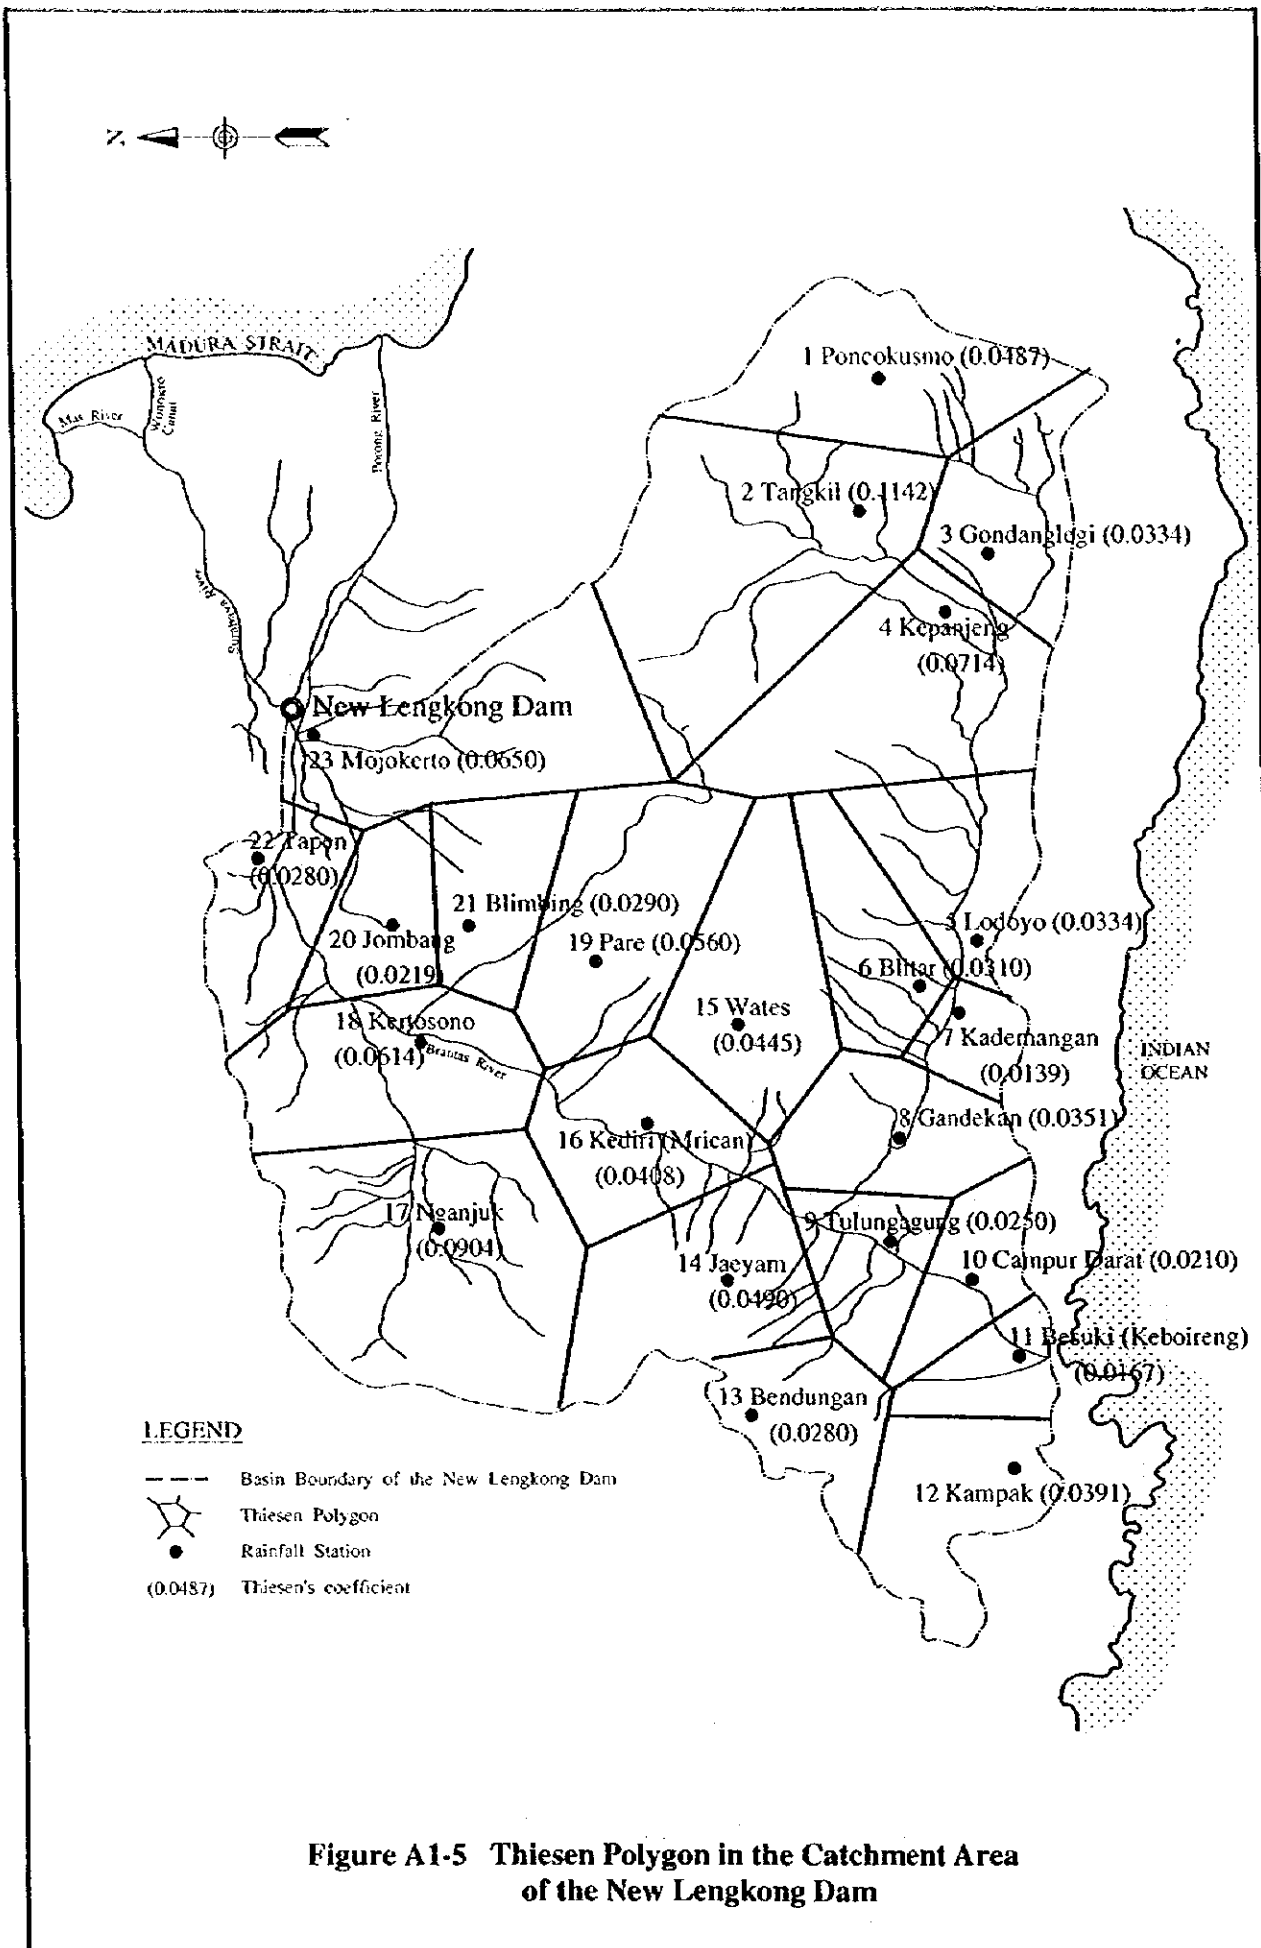 N
MADURA STRAIT
Mas River
Wonokro
Canal
Porong River
Surabaya River
1 Poncokusmo (0.0487)
2 Tangkil (0.1142)
3 Gondanglegi (0.0334)
4 Kepanjeng
(0.0714)
New Lengkong Dam
23 Mojokerto (0.0650)
22 Tapen
(0.0280)
21 Blimbing (0.0290)
20 Jombang
(0.0219)
19 Pare (0.0560)
5 Lodoyo (0.0334)
6 Blitar (0.0310)
15 Wates
(0.0445)
7 Kademangan
(0.0139)
18 Kertosono
(0.0614)
Brantas River
INDIAN
OCEAN
8 Gandekan (0.0351)
16 Kediri (Mrican)
(0.0408)
17 Nganjuk
(0.0904)
9 Tulungagung (0.0250)
14 Jaeyam
(0.0490)
10 Campur Darat (0.0210)
11 Besuki (Keboireng)
(0.0167)
13 Bendungan
(0.0280)
12 Kampak (0.0391)
LEGEND
Basin Boundary of the New Lengkong Dam
Thiesen Polygon
Rainfall Station
(0.0487) Thiesen's coefficient
Figure A1-5 Thiesen Polygon in the Catchment Area
of the New Lengkong Dam